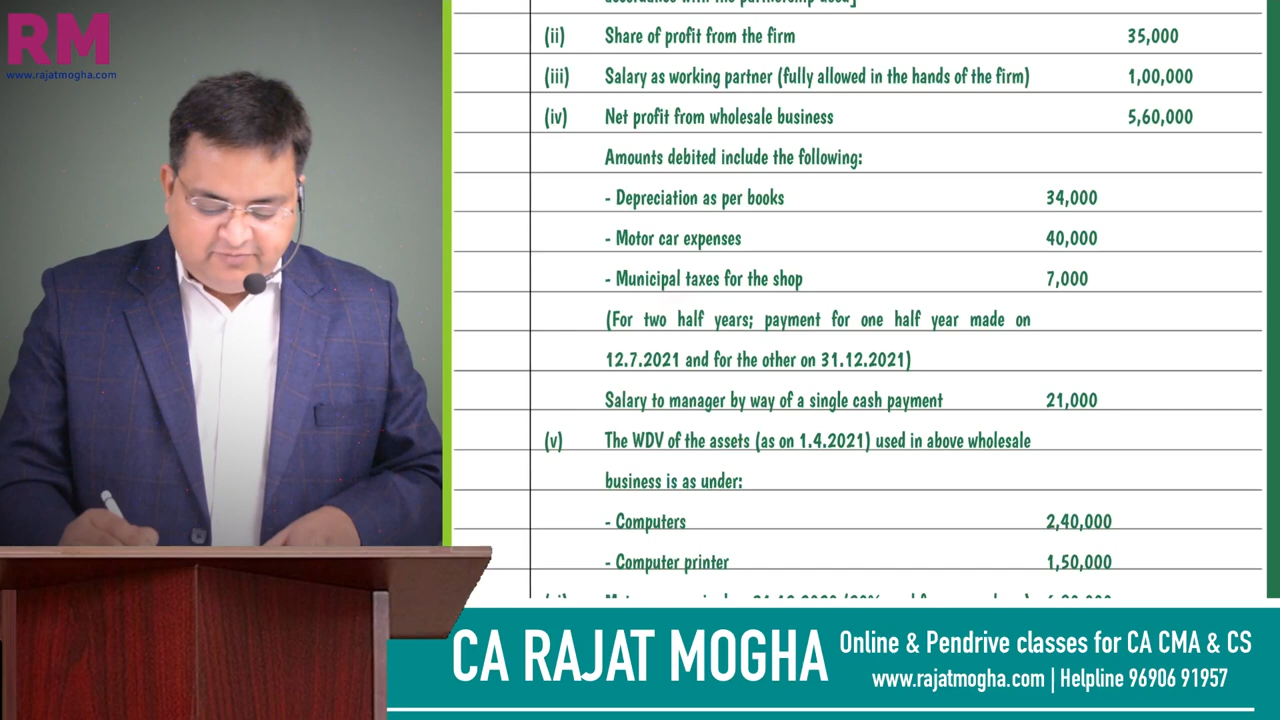 RM
www.rajatmogha.com
accordance with the partnership deed]
(ii) Share of profit from the firm 35,000
(iii) Salary as working partner (fully allowed in the hands of the firm) 1,00,000
(iv) Net profit from wholesale business 5,60,000
Amounts debited include the following:
- Depreciation as per books 34,000
- Motor car expenses 40,000
- Municipal taxes for the shop 7,000
(For two half years; payment for one half year made on
12.7.2021 and for the other on 31.12.2021)
Salary to manager by way of a single cash payment 21,000
(v) The WDV of the assets (as on 1.4.2021) used in above wholesale
business is as under:
- Computers 2,40,000
- Computer printer 1,50,000
CA RAJAT MOGHA
Online & Pendrive classes for CA CMA & CS
www.rajatmogha.com | Helpline 96906 91957